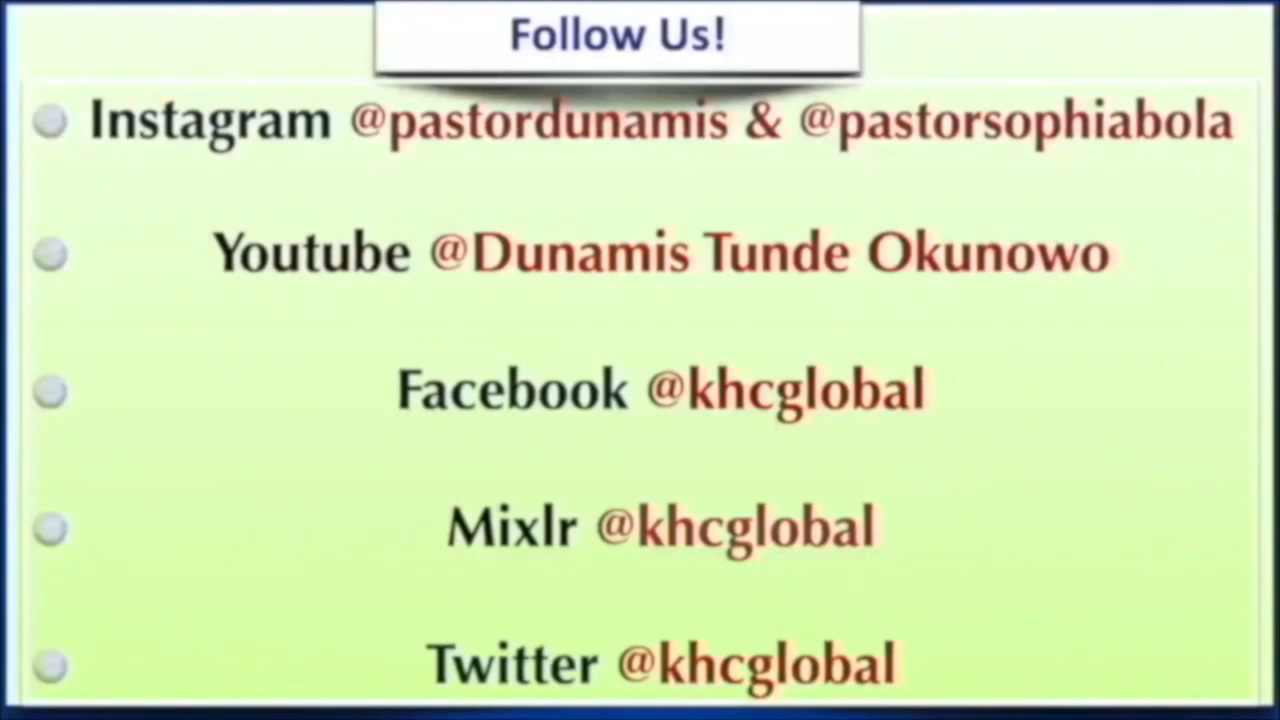 Follow Us!
Instagram @pastordunamis & @pastorsophiabola
Youtube @Dunamis Tunde Okunowo
Facebook @khcglobal
Mixlr @khcglobal
Twitter @khcglobal